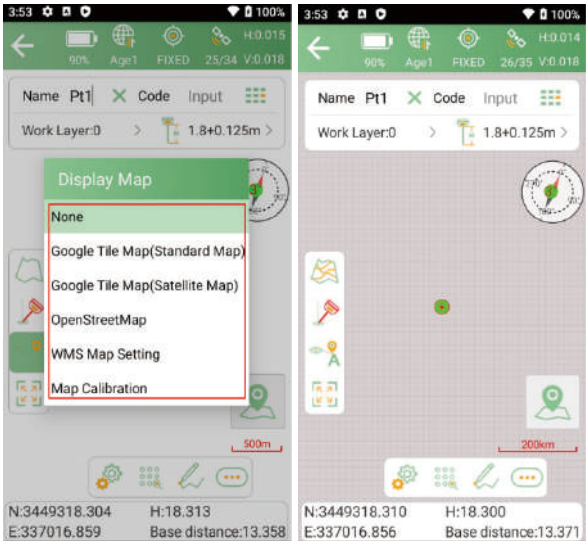 3:53 100%
H:0.015
90% Age1 FIXED 25/34 V:0.018
Name Pt1 Code Input
Work Layer:0 > 1.8+0.125m >
Display Map
None
Google Tile Map(Standard Map)
Google Tile Map(Satellite Map)
OpenStreetMap
WMS Map Setting
Map Calibration
500m
N:3449318.304 H:18.313
E:337016.859 Base distance:13.358
3:53 100%
H:0.014
90% Age1 FIXED 26/35 V:0.018
Name Pt1 Code Input
Work Layer:0 > 1.8+0.125m >
A
200km
N:3449318.310 H:18.300
E:337016.856 Base distance:13.371